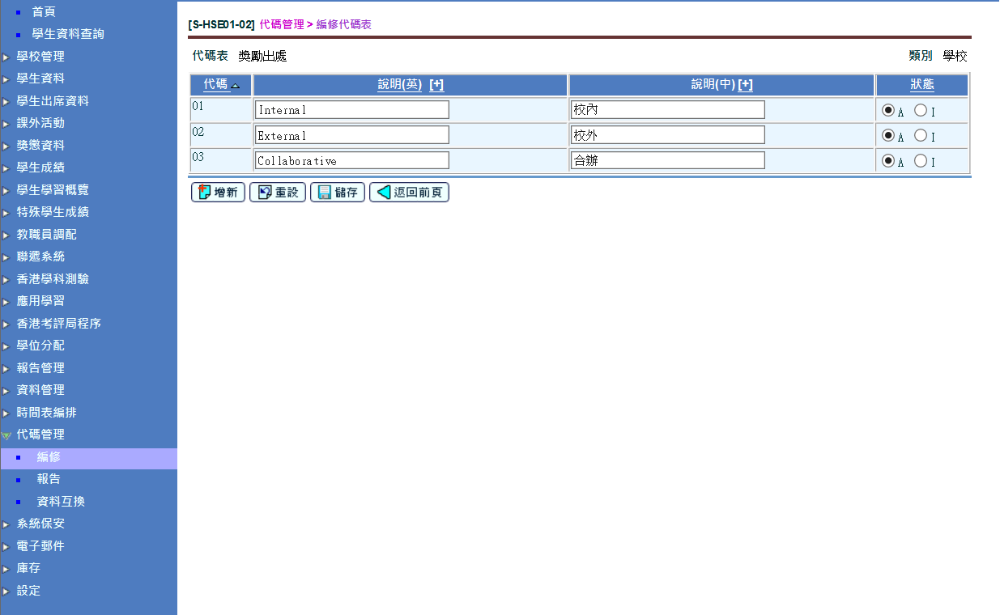 首頁
學生資料查詢
學校管理
學生資料
學生出席資料
課外活動
獎懲資料
學生成績
學生學習概覽
特殊學生成績
教職員調配
聯遞系統
香港學科測驗
應用學習
香港考評局程序
學位分配
報告管理
資料管理
時間表編排
代碼管理
編修
報告
資料互換
系統保安
電子郵件
庫存
設定
[S-HSE01-02] 代碼管理 > 編修代碼表
代碼表 獎勵出處 類別 學校
代碼 說明(英) [+] 說明(中) [+] 狀態
01 Internal 校內 A I
02 External 校外 A I
03 Collaborative 合辦 A I
增新 重設 儲存 返回前頁